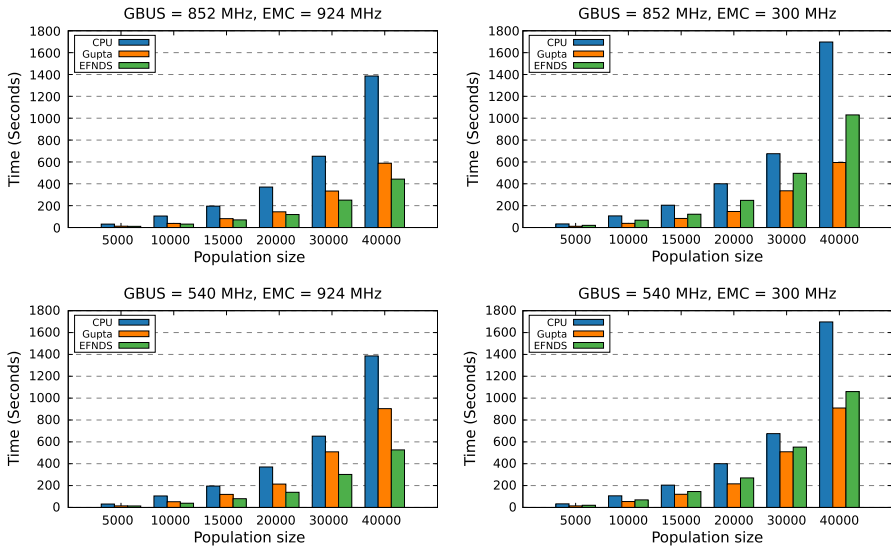 GBUS = 852 MHz, EMC = 924 MHz
Time (Seconds)
1800
1600
1400
1200
1000
800
600
400
200
0
CPU
Gupta
EFNDS
5000 10000 15000 20000 30000 40000
Population size
GBUS = 852 MHz, EMC = 300 MHz
Time (Seconds)
1800
1600
1400
1200
1000
800
600
400
200
0
CPU
Gupta
EFNDS
5000 10000 15000 20000 30000 40000
Population size
GBUS = 540 MHz, EMC = 924 MHz
Time (Seconds)
1800
1600
1400
1200
1000
800
600
400
200
0
CPU
Gupta
EFNDS
5000 10000 15000 20000 30000 40000
Population size
GBUS = 540 MHz, EMC = 300 MHz
Time (Seconds)
1800
1600
1400
1200
1000
800
600
400
200
0
CPU
Gupta
EFNDS
5000 10000 15000 20000 30000 40000
Population size